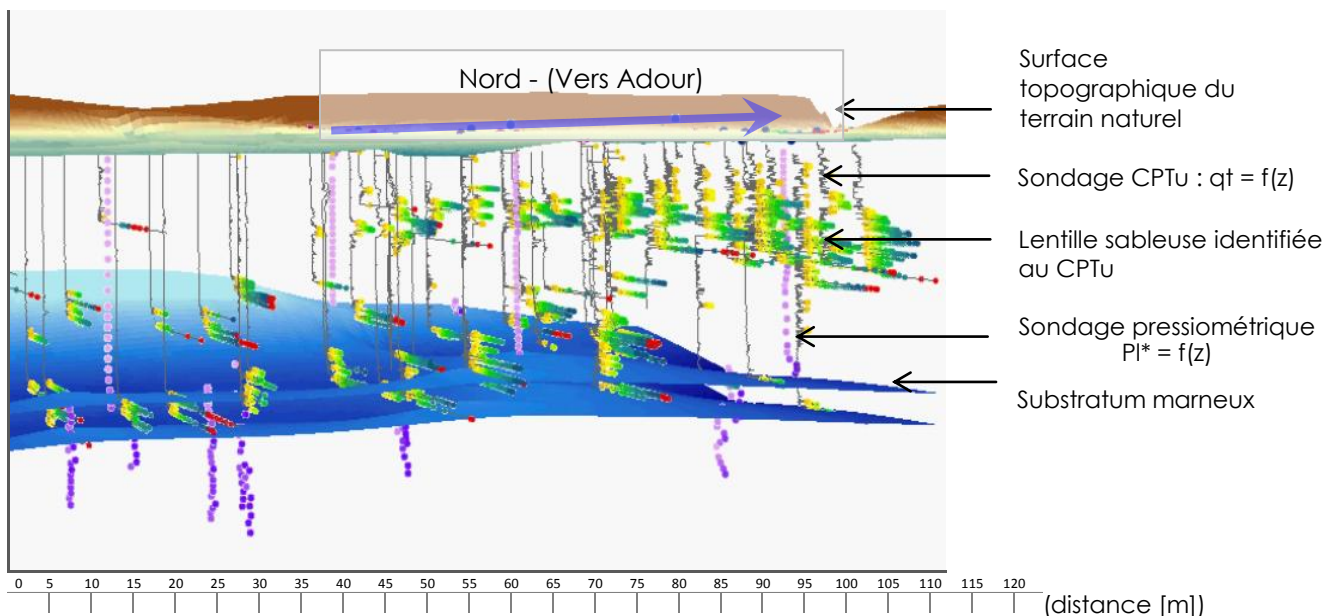 Nord - (Vers Adour)
Surface
topographique du
terrain naturel
Sondage CPTu : qt = f(z)
Lentille sableuse identifiée
au CPTu
Sondage pressiométrique
Pl* = f(z)
Substratum marneux
0 5 10 15 20 25 30 35 40 45 50 55 60 65 70 75 80 85 90 95 100 105 110 115 120
(distance [m])